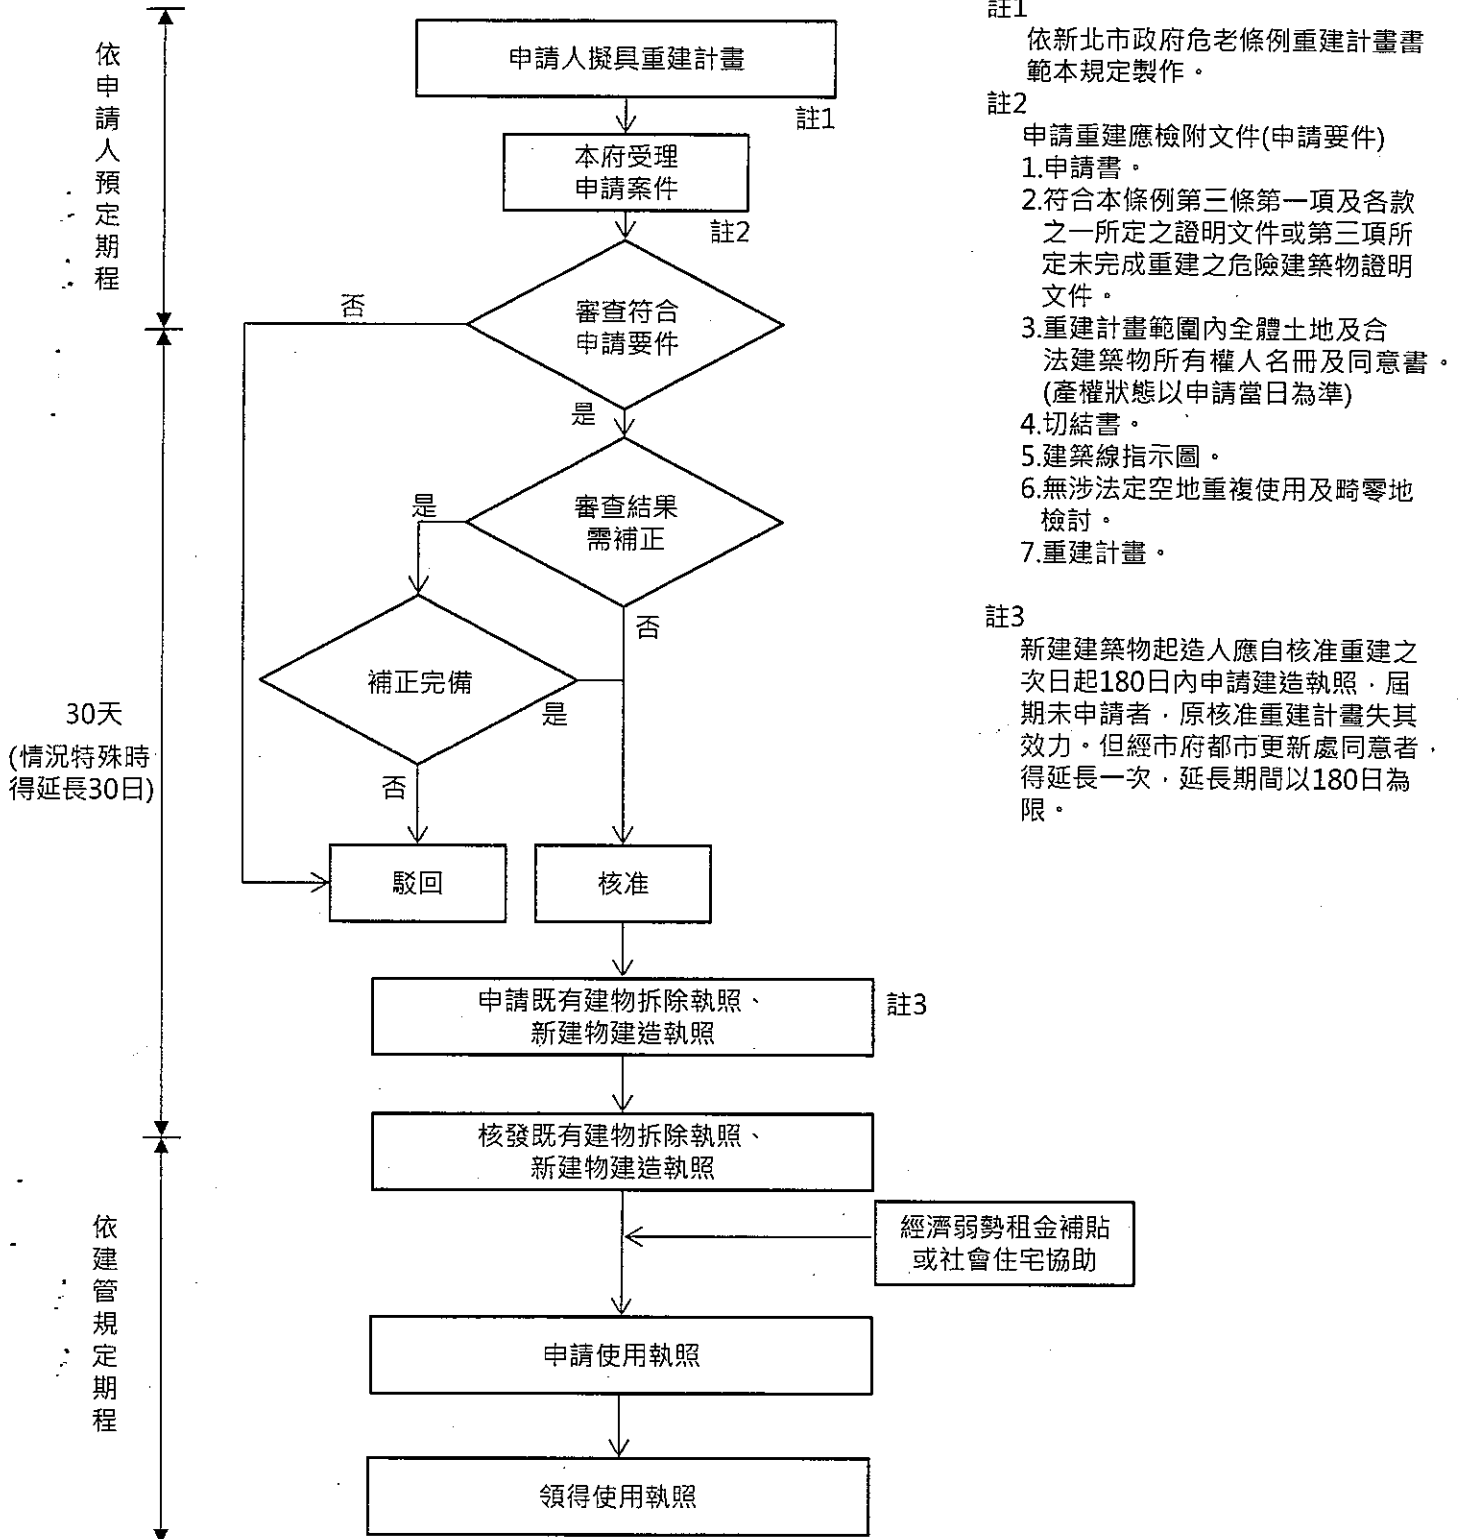 依申請人預定期程
30天
(情況特殊時
得延長30日)
依建管規定期程
申請人擬具重建計畫
註1
本府受理
申請案件
註2
審查符合
申請要件
否
是
審查結果
需補正
是
否
補正完備
是
否
駁回
核准
申請既有建物拆除執照、
新建物建造執照
註3
核發既有建物拆除執照、
新建物建造執照
經濟弱勢租金補貼
或社會住宅協助
申請使用執照
領得使用執照
註1
依新北市政府危老條例重建計畫書
範本規定製作。
註2
申請重建應檢附文件(申請要件)
1.申請書。
2.符合本條例第三條第一項及各款
之一所定之證明文件或第三項所
定未完成重建之危險建築物證明
文件。
3.重建計畫範圍內全體土地及合
法建築物所有權人名冊及同意書。
(產權狀態以申請當日為準)
4.切結書。
5.建築線指示圖。
6.無涉法定空地重複使用及畸零地
檢討。
7.重建計畫。
註3
新建建築物起造人應自核准重建之
次日起180日內申請建造執照，屆
期未申請者，原核准重建計畫失其
效力。但經市府都市更新處同意者，
得延長一次，延長期間以180日為
限。